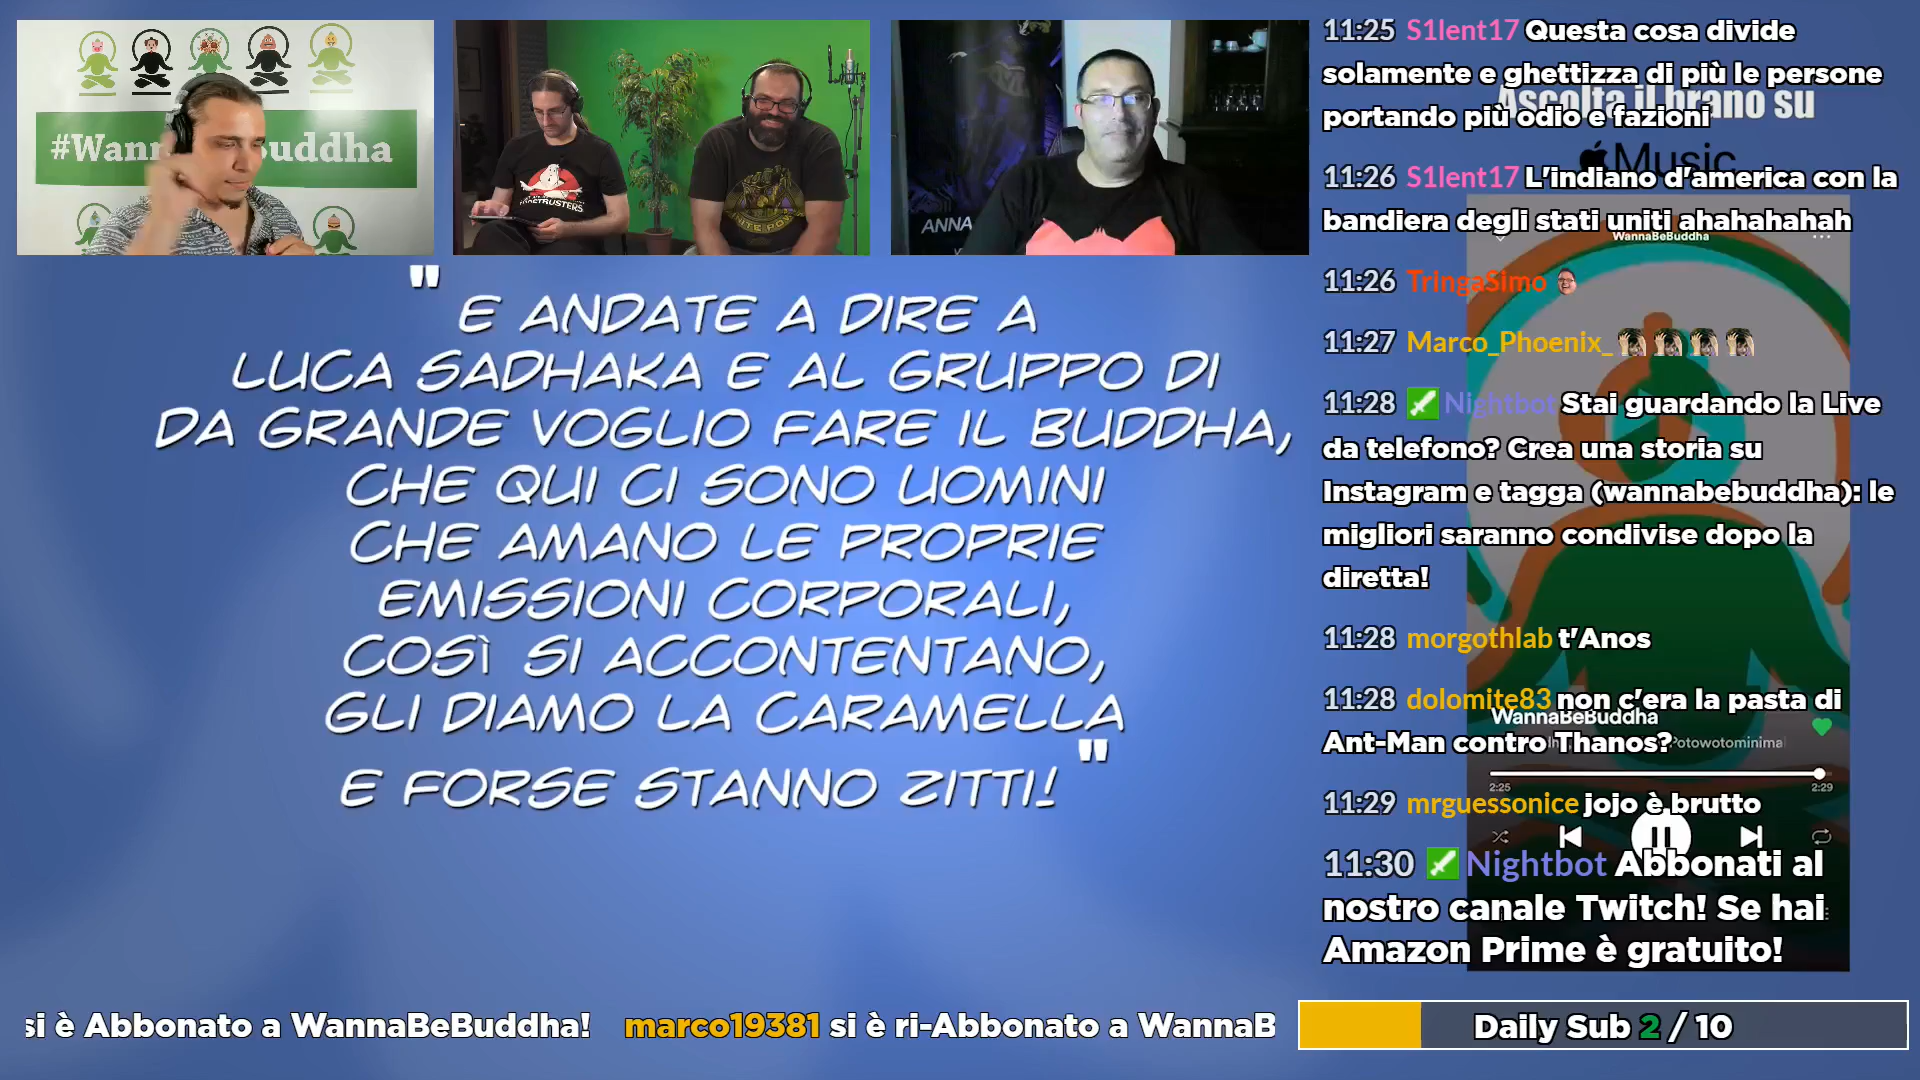 #Wann
uddha
ANNA
"
E ANDATE A DIRE A
LUCA SADHAKA E AL GRUPPO DI
DA GRANDE VOGLIO FARE IL BUDDHA,
CHE QUI CI SONO UOMINI
CHE AMANO LE PROPRIE
EMISSIONI CORPORALI,
COSÌ SI ACCONTENTANO,
GLI DIAMO LA CARAMELLA
E FORSE STANNO ZITTI! "
11:25 S1lent17 Questa cosa divide
solamente e ghettizza di più le persone
portando più odio e fazioni
Ascolta il brano su
Music
11:26 S1lent17 L'indiano d'america con la
bandiera degli stati uniti ahahahahah
WannaBeBuddha
11:26 TringaSimo
11:27 Marco_Phoenix_
11:28 Nightbot Stai guardando la Live
da telefono? Crea una storia su
Instagram e tagga (wannabebuddha): le
migliori saranno condivise dopo la
diretta!
11:28 morgothlab t'Anos
11:28 dolomite83 non c'era la pasta di
Ant-Man contro Thanos?
WannaBeBuddha
Potowotominima
2:25 2:29
11:29 mrguessonice jojo è brutto
11:30 Nightbot Abbonati al
nostro canale Twitch! Se hai
Amazon Prime è gratuito!
si è Abbonato a WannaBeBuddha! marco19381 si è ri-Abbonato a WannaB
Daily Sub 2 / 10